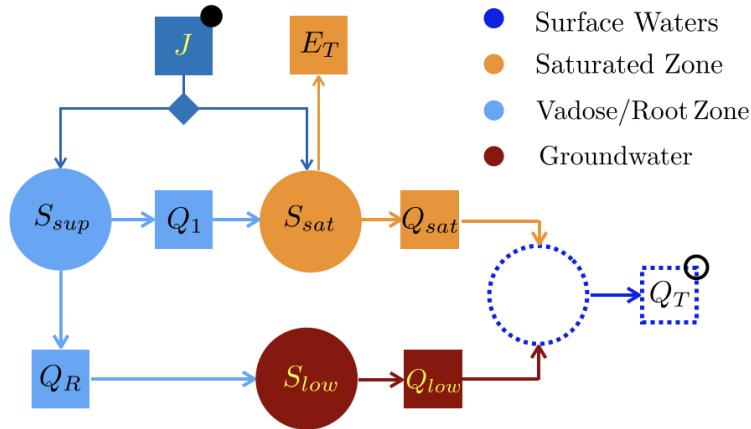 J
E_T
Surface Waters
Saturated Zone
Vadose/Root Zone
Groundwater
S_sup
Q_1
S_sat
Q_sat
Q_T
Q_R
S_low
Q_low